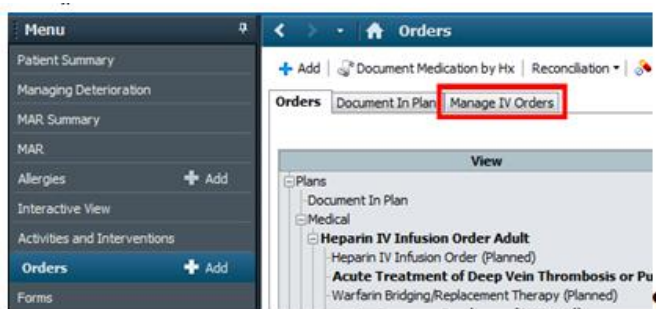 Menu
Patient Summary
Managing Deterioration
MAR Summary
MAR
Allergies Add
Interactive View
Activities and Interventions
Orders Add
Forms
Orders
Add Document Medication by Hx Reconciliation
Orders Document In Plan Manage IV Orders
View
Plans
Document In Plan
Medical
Heparin IV Infusion Order Adult
Heparin IV Infusion Order (Planned)
Acute Treatment of Deep Vein Thrombosis or Pu
Warfarin Bridging/Replacement Therapy (Planned)